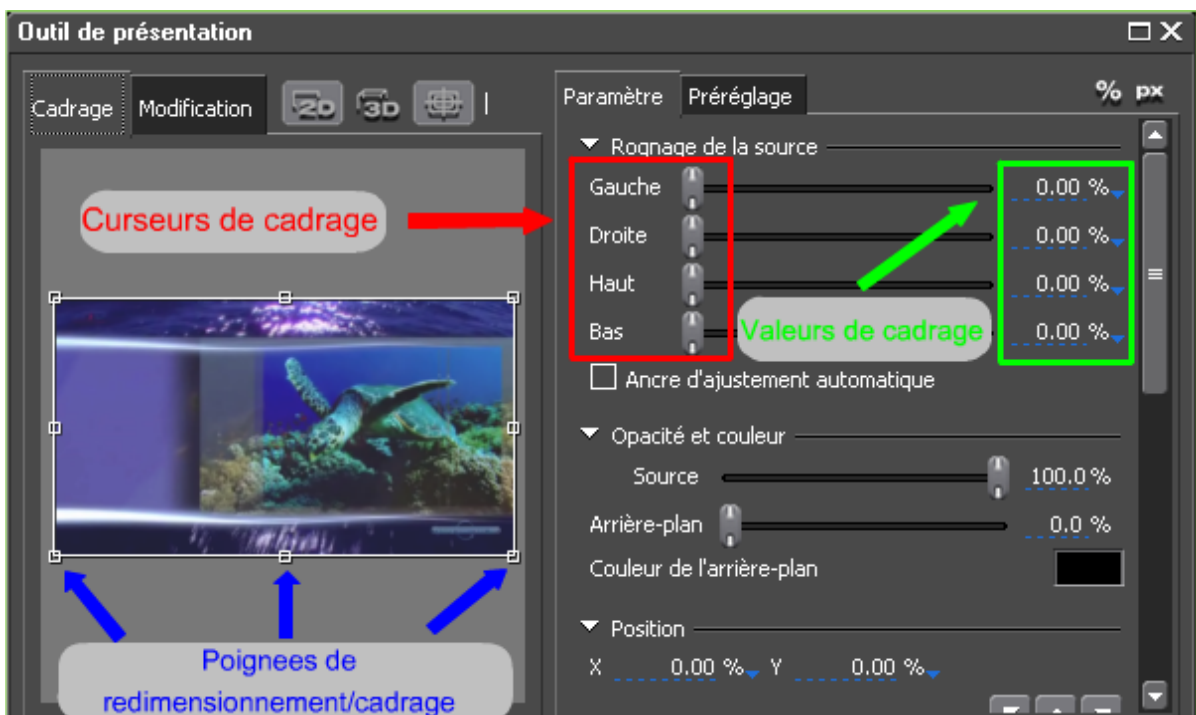 Outil de présentation
Cadrage Modification 2D 3D
Paramètre Préréglage % px
Rognage de la source
Gauche 0.00 %
Droite 0.00 %
Haut 0.00 %
Bas 0.00 %
Curseurs de cadrage
Valeurs de cadrage
Ancre d'ajustement automatique
Opacité et couleur
Source 100.0 %
Arrière-plan 0.0 %
Couleur de l'arrière-plan
Position
X 0.00 % Y 0.00 %
Poignees de
redimensionnement/cadrage